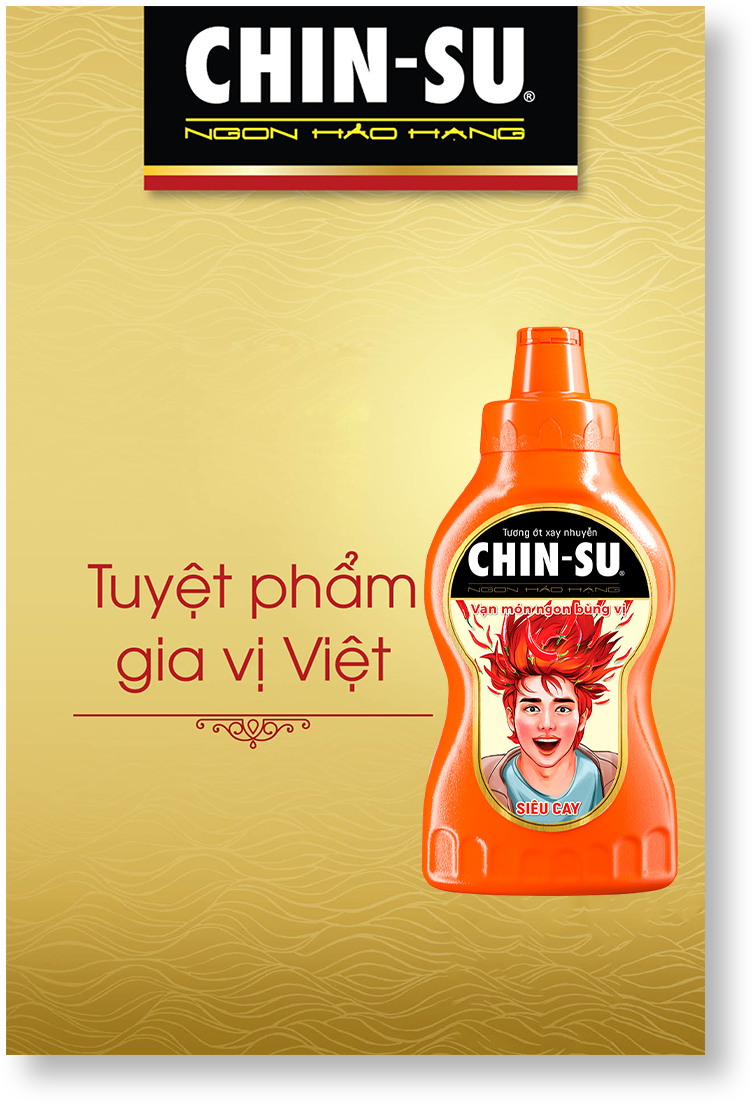 CHIN-SU®
NGON HẢO HẠNG
Tương ớt xay nhuyễn
CHIN-SU®
NGON HẢO HẠNG
Vạn món ngon bùng vị
SIÊU CAY
Tuyệt phẩm
gia vị Việt